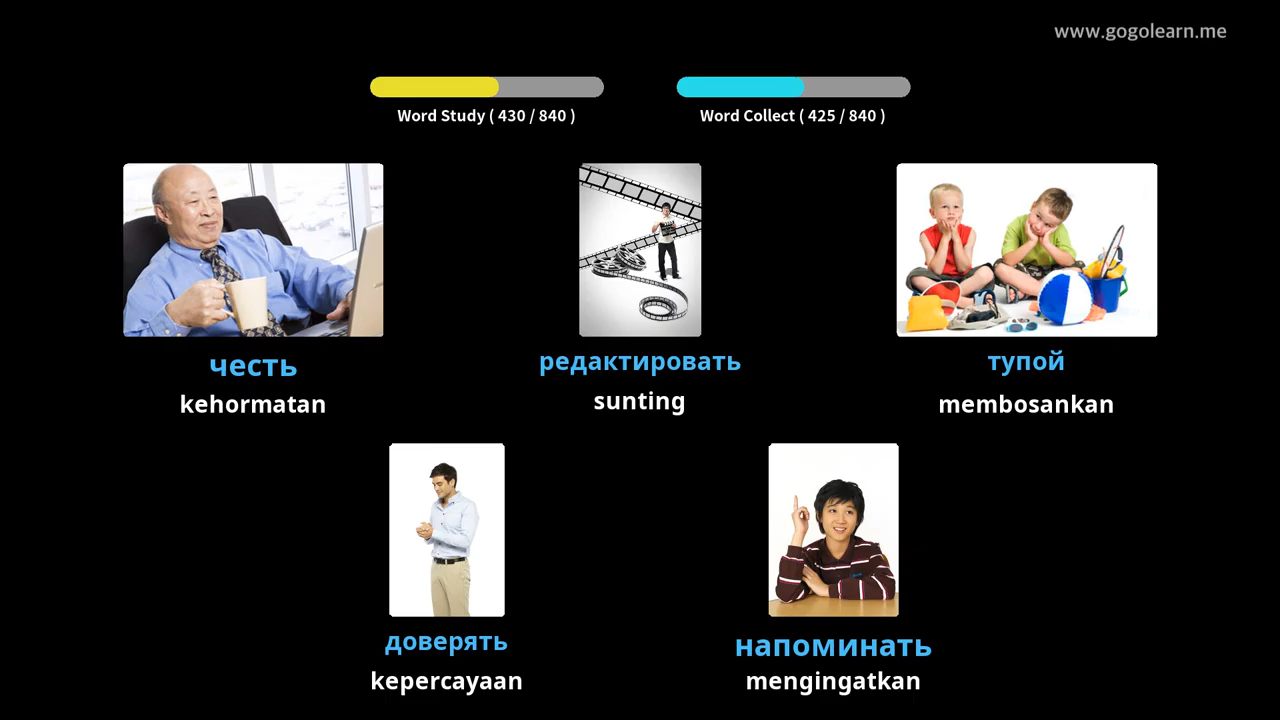 www.gogolearn.me
Word Study ( 430 / 840 )
Word Collect ( 425 / 840 )
честь
kehormatan
редактировать
sunting
тупой
membosankan
доверять
kepercayaan
напоминать
mengingatkan